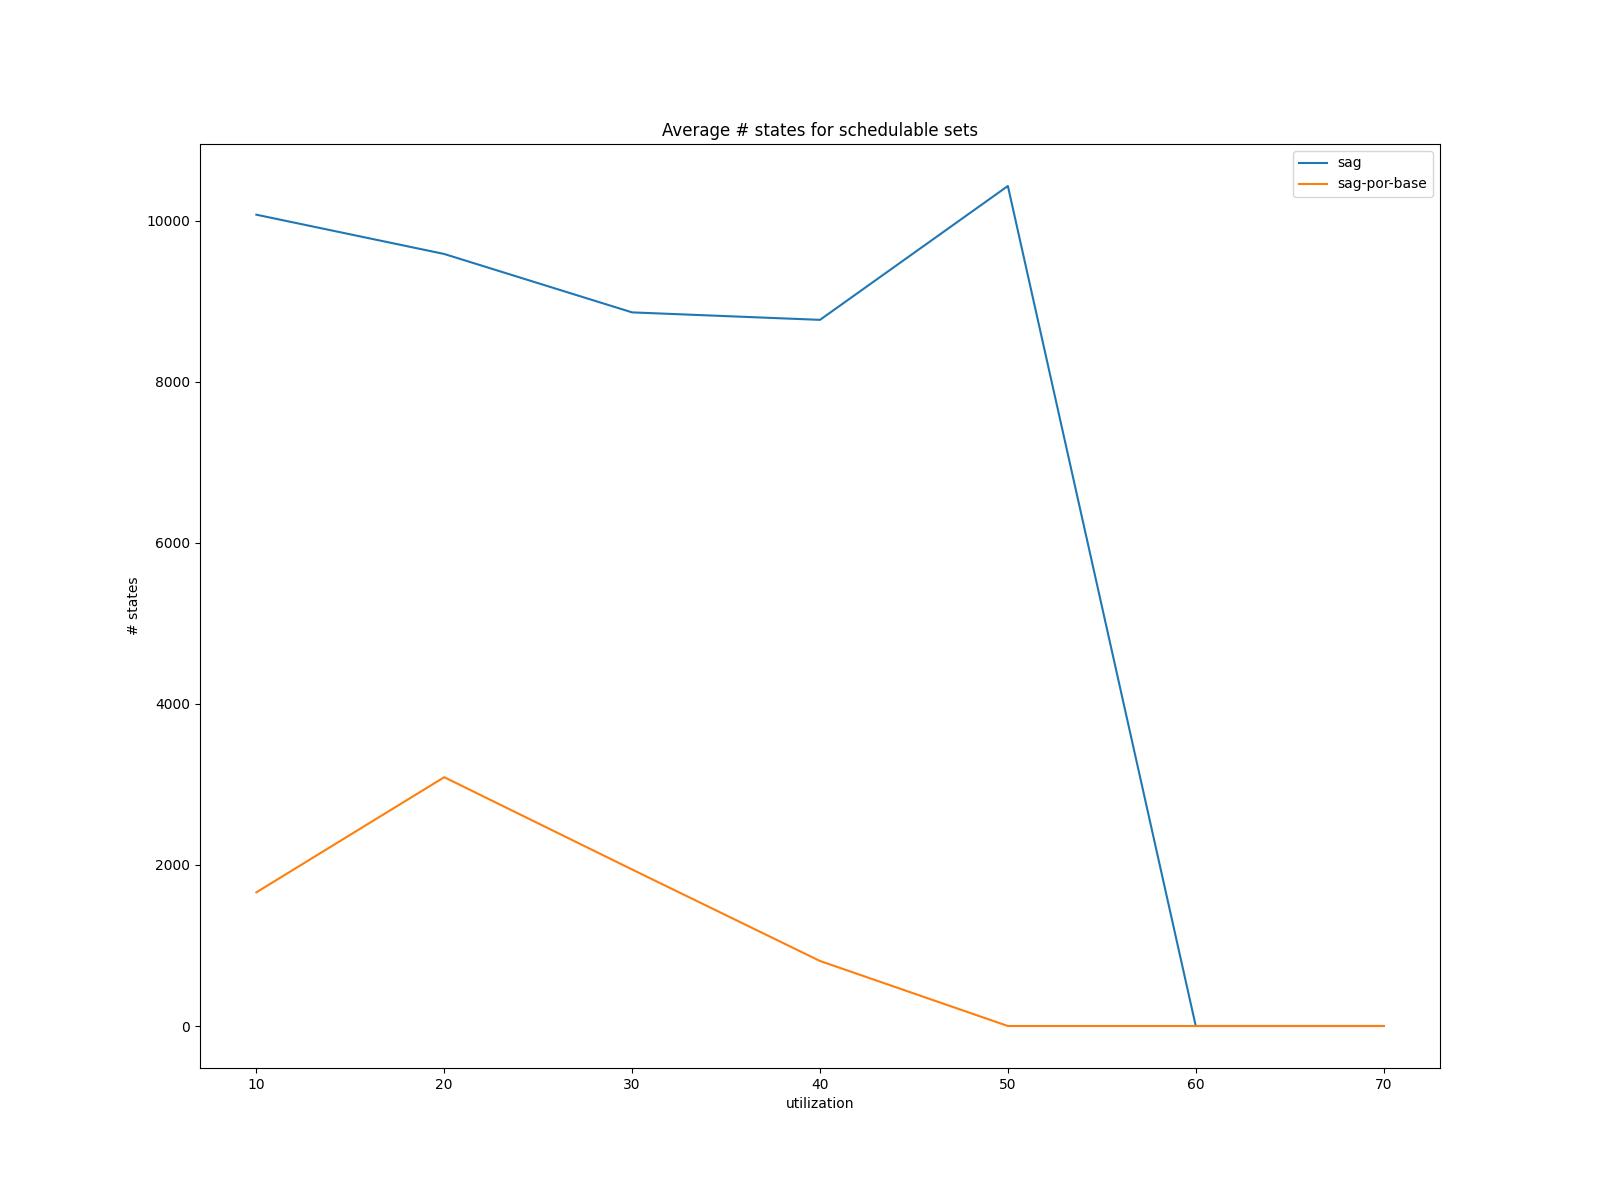 Average # states for schedulable sets
sag
sag-por-base
10000
8000
6000
4000
2000
0
# states
10 20 30 40 50 60 70
utilization